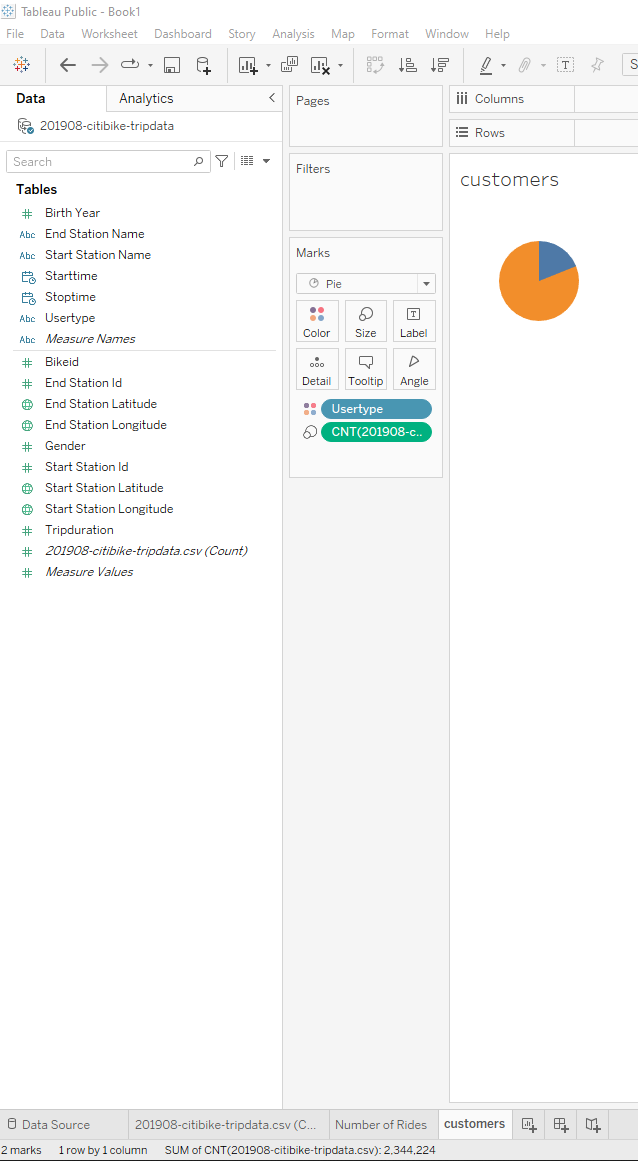 Tableau Public - Book1
File Data Worksheet Dashboard Story Analysis Map Format Window Help
T
S
Data
Analytics
201908-citibike-tripdata
Search
Tables
Birth Year
Abc End Station Name
Abc Start Station Name
Starttime
Stoptime
Abc Usertype
Abc Measure Names
Bikeid
End Station Id
End Station Latitude
End Station Longitude
Gender
Start Station Id
Start Station Latitude
Start Station Longitude
Tripduration
201908-citibike-tripdata.csv (Count)
Measure Values
Pages
Filters
Marks
Pie
Color Size Label
Detail Tooltip Angle
Usertype
CNT(201908-c..
Columns
Rows
customers
Data Source 201908-citibike-tripdata.csv (C... Number of Rides customers
2 marks 1 row by 1 column SUM of CNT(201908-citibike-tripdata.csv): 2,344,224